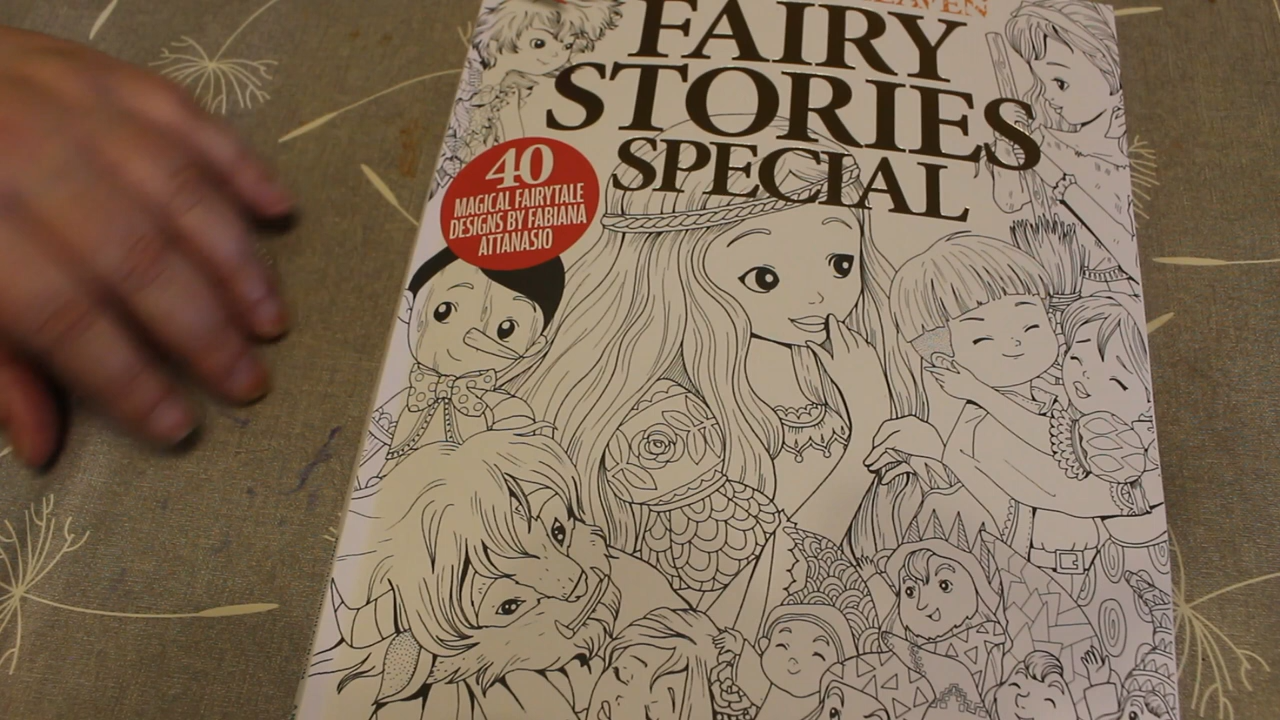 FAIRY
STORIES
SPECIAL
40
MAGICAL FAIRYTALE
DESIGNS BY FABIANA
ATTANASIO